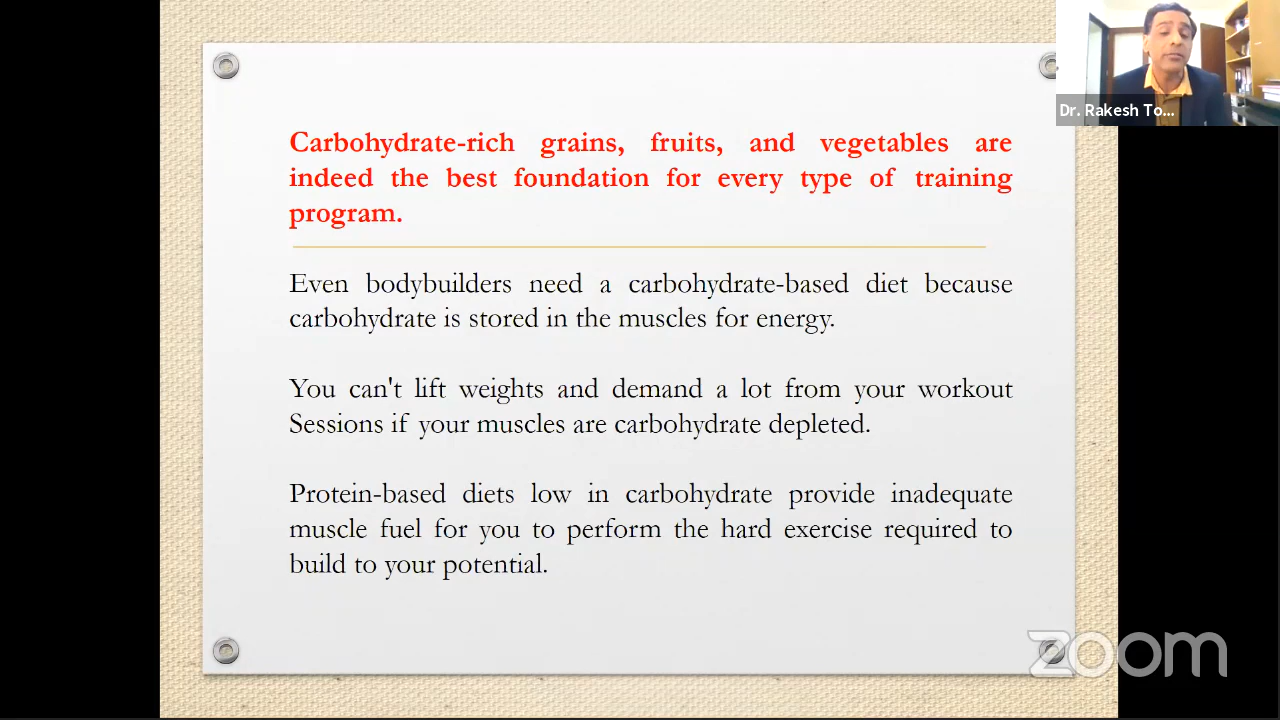 Dr. Rakesh To...
Carbohydrate-rich grains, fruits, and vegetables are
indeed the best foundation for every type of training
program.
Even bodybuilders need a carbohydrate-based diet because
carbohydrate is stored in the muscles for energy.
You can't lift weights and demand a lot from your workout
Sessions if your muscles are carbohydrate depleted.
Protein-based diets low in carbohydrate provide inadequate
muscle fuel for you to perform the hard exercise required to
build to your potential.
zoom